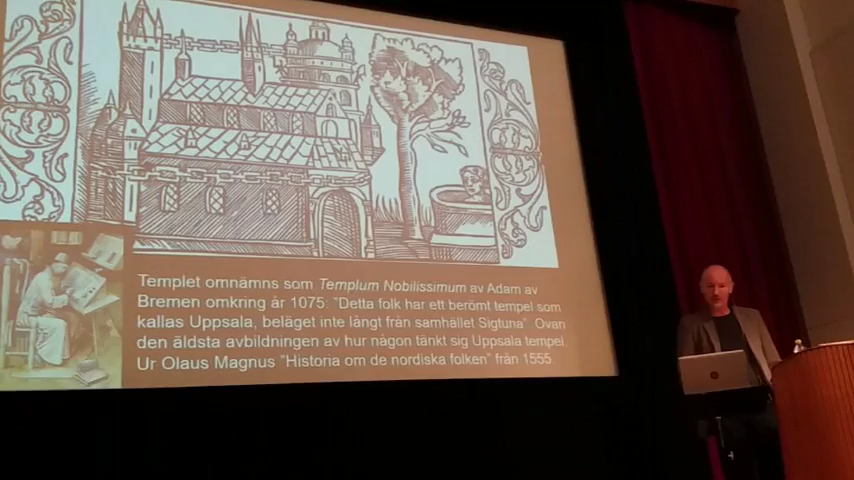 Templet omnämns som Templum Nobilissimum av Adam av
Bremen omkring år 1075: "Detta folk har ett berömt tempel som
kallas Uppsala, beläget inte långt från samhället Sigtuna". Ovan
den äldsta avbildningen av hur någon tänkt sig Uppsala tempel.
Ur Olaus Magnus "Historia om de nordiska folken" från 1555.